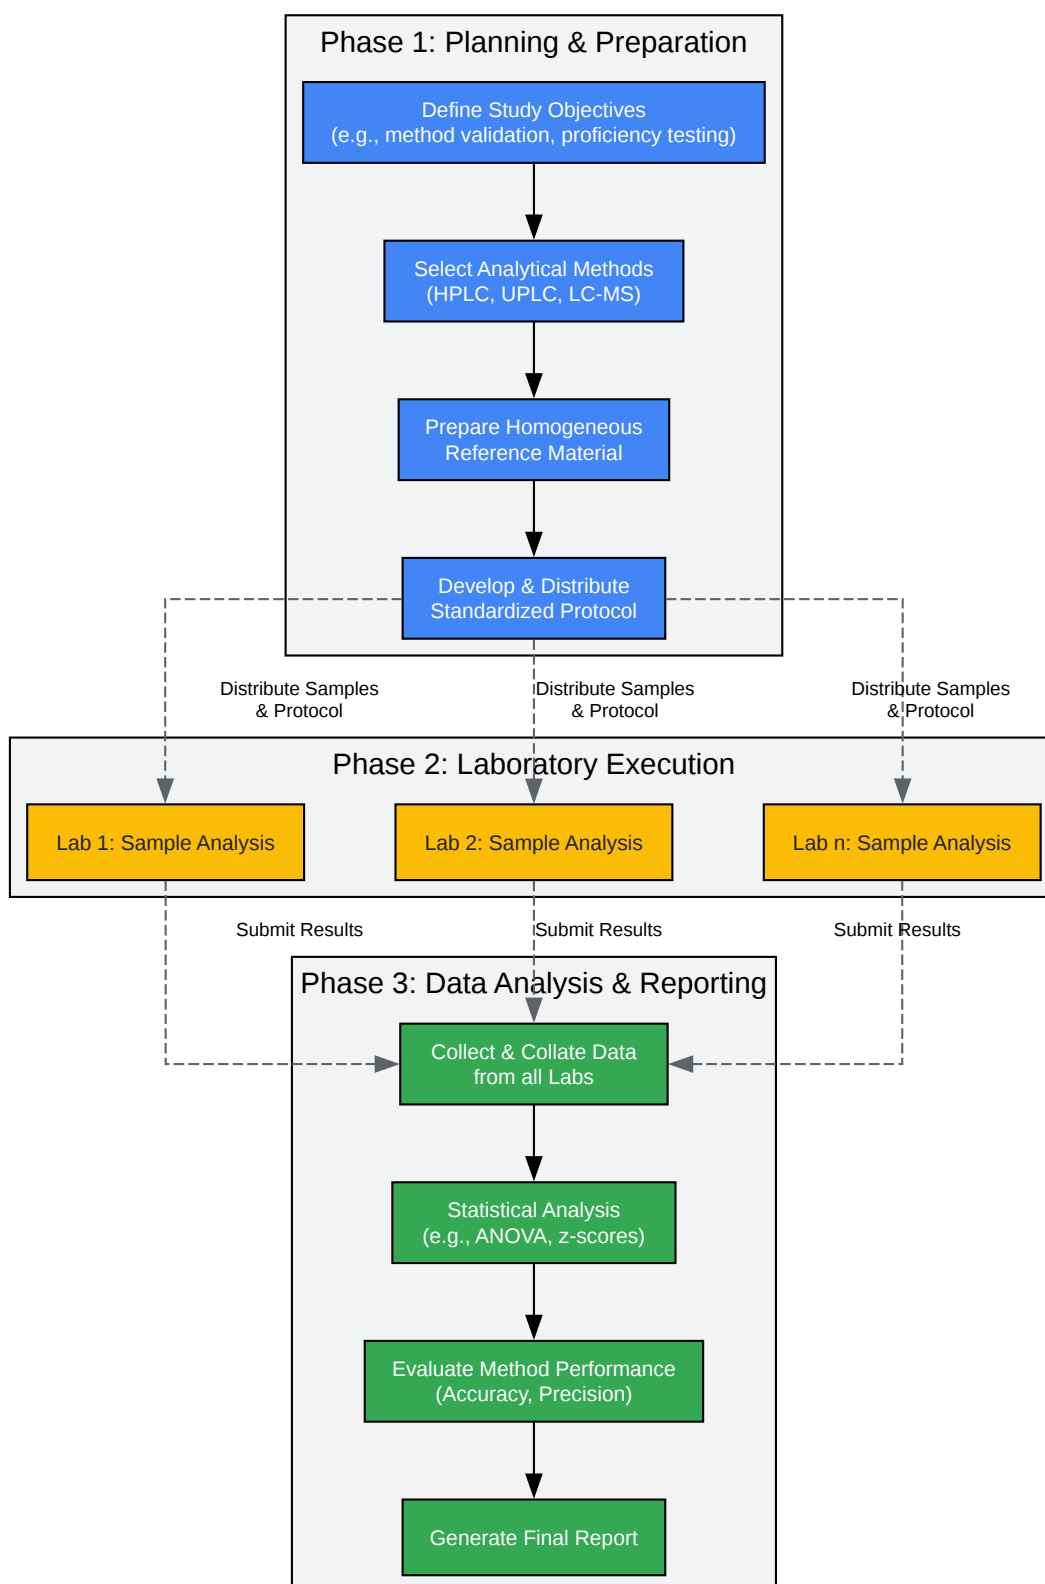 Phase 1: Planning & Preparation
Define Study Objectives
(e.g., method validation, proficiency testing)
Select Analytical Methods
(HPLC, UPLC, LC-MS)
Prepare Homogeneous
Reference Material
Develop & Distribute
Standardized Protocol
Distribute Samples
& Protocol
Distribute Samples
& Protocol
Distribute Samples
& Protocol
Phase 2: Laboratory Execution
Lab 1: Sample Analysis
Lab 2: Sample Analysis
Lab n: Sample Analysis
Submit Results
Submit Results
Submit Results
Phase 3: Data Analysis & Reporting
Collect & Collate Data
from all Labs
Statistical Analysis
(e.g., ANOVA, z-scores)
Evaluate Method Performance
(Accuracy, Precision)
Generate Final Report